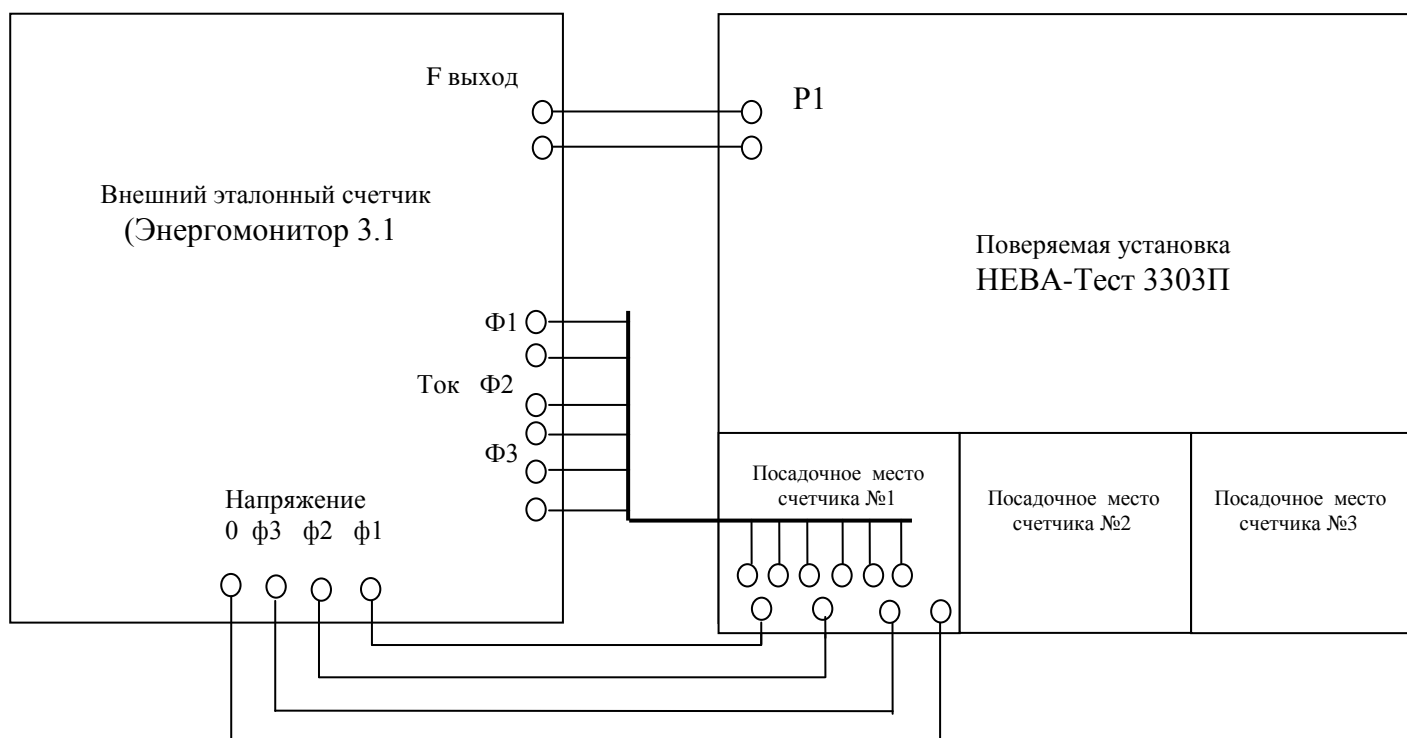 F выход
P1
Внешний эталонный счетчик
(Энергомонитор 3.1
Поверяемая установка
НЕВА-Тест 3303П
Ф1
Ток Ф2
Ф3
Напряжение
0 ф3 ф2 ф1
Посадочное место
счетчика №1
Посадочное место
счетчика №2
Посадочное место
счетчика №3